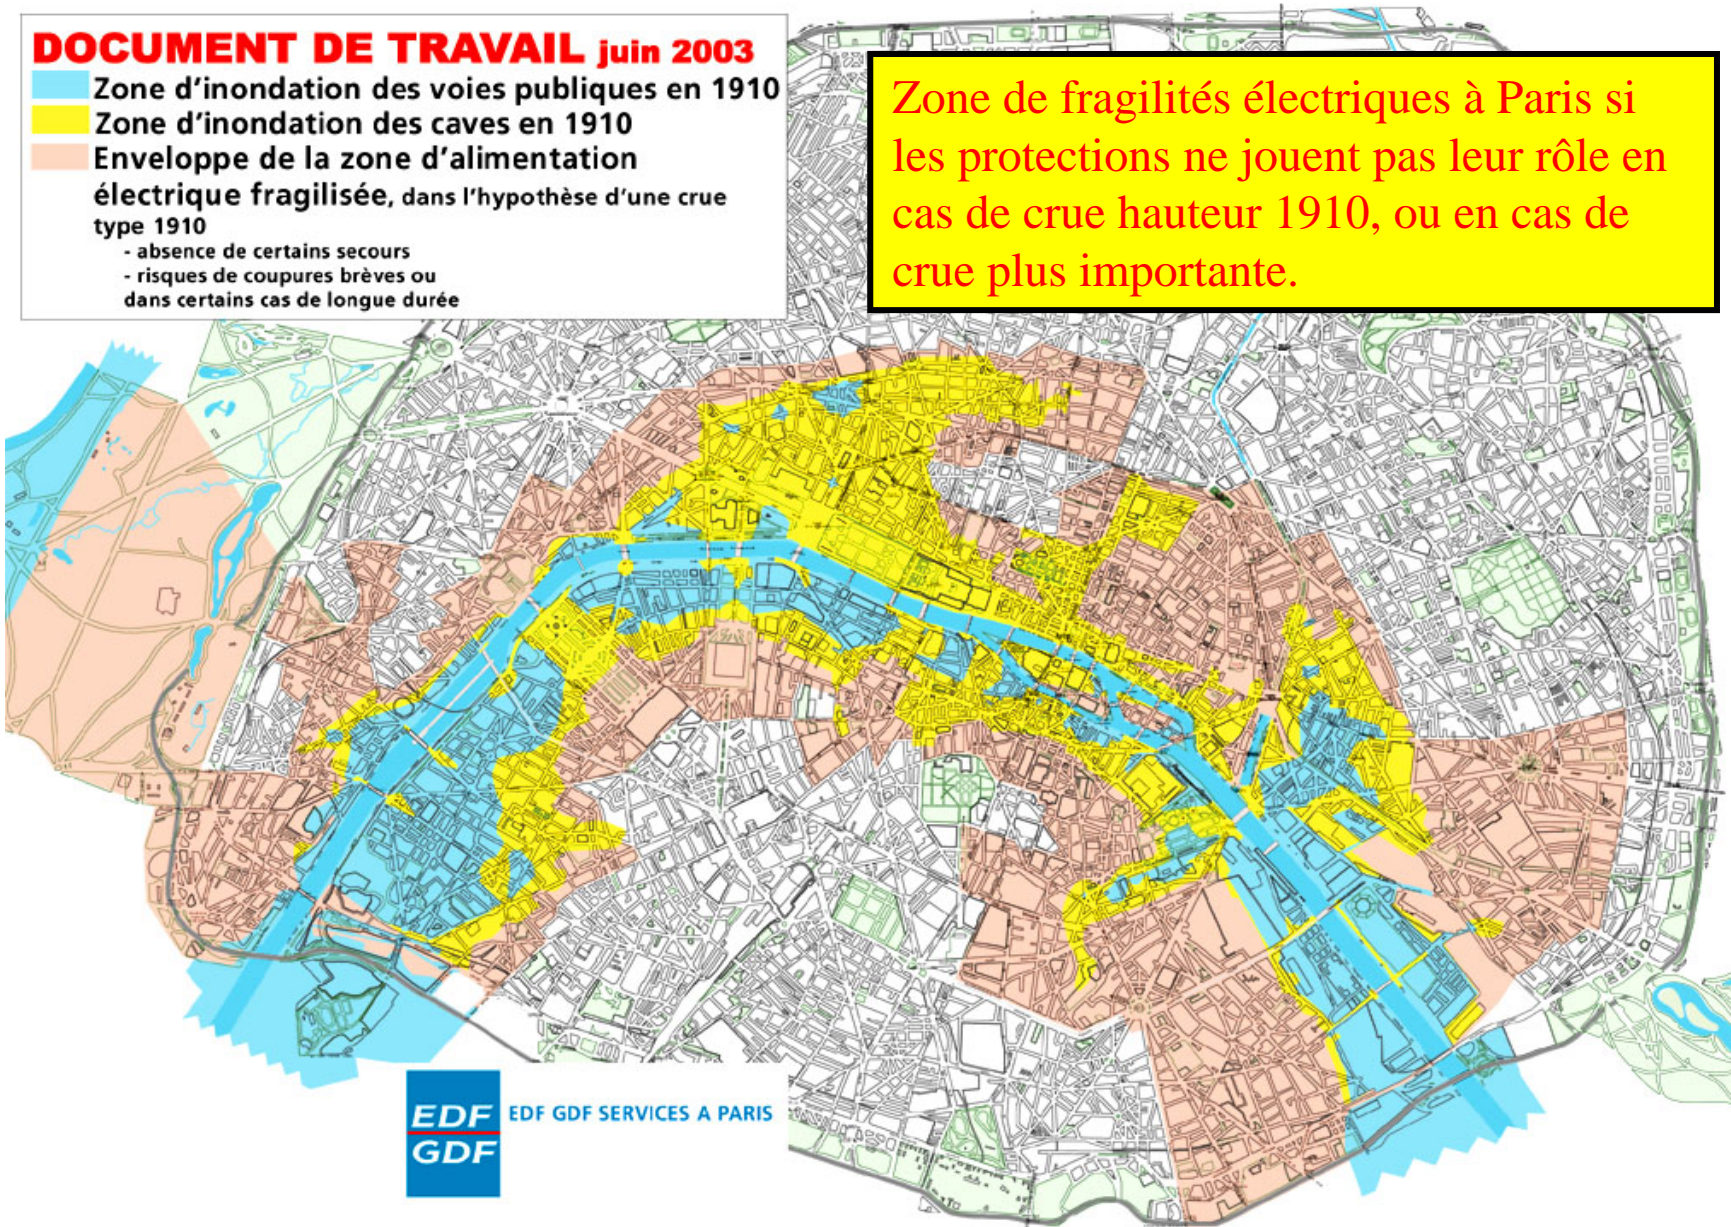 DOCUMENT DE TRAVAIL juin 2003
Zone d'inondation des voies publiques en 1910
Zone d'inondation des caves en 1910
Enveloppe de la zone d'alimentation
électrique fragilisée, dans l'hypothèse d'une crue
type 1910
- absence de certains secours
- risques de coupures brèves ou
dans certains cas de longue durée
Zone de fragilités électriques à Paris si
les protections ne jouent pas leur rôle en
cas de crue hauteur 1910, ou en cas de
crue plus importante.
EDF
GDF
EDF GDF SERVICES A PARIS